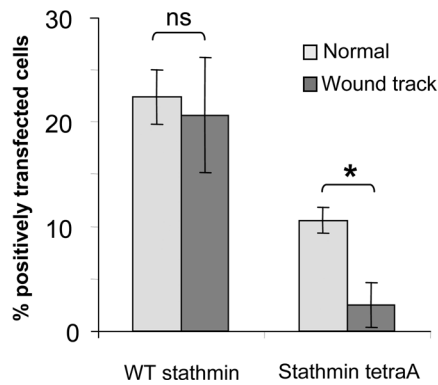 30
20
10
0
% positively transfected cells
ns
*
Normal
Wound track
WT stathmin
Stathmin tetraA